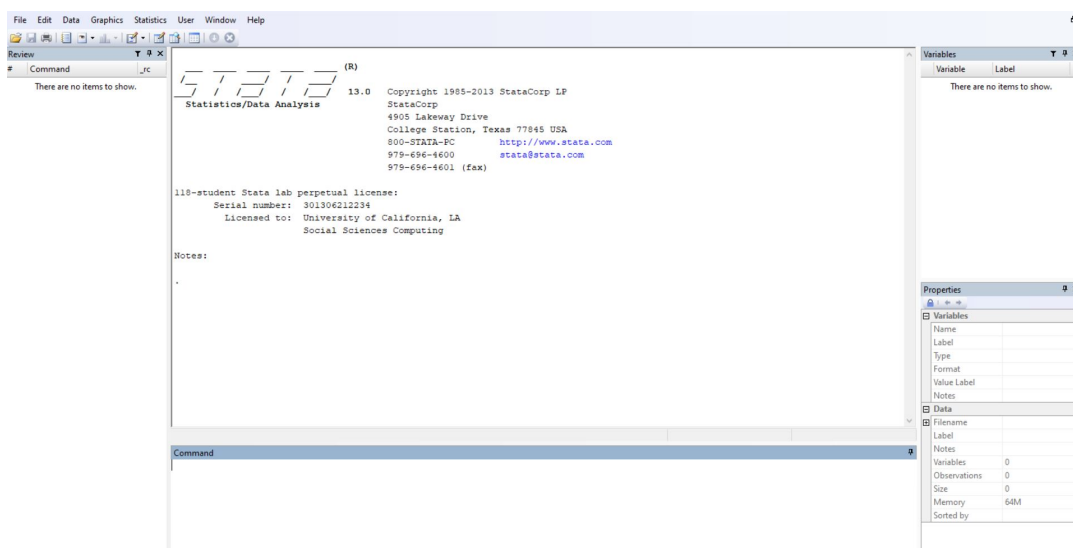 File Edit Data Graphics Statistics User Window Help
Review
# Command _rc
There are no items to show.
(R)
STATA 13.0 Copyright 1985-2013 StataCorp LP
Statistics/Data Analysis StataCorp
4905 Lakeway Drive
College Station, Texas 77845 USA
800-STATA-PC http://www.stata.com
979-696-4600 stata@stata.com
979-696-4601 (fax)
118-student Stata lab perpetual license:
Serial number: 301306212234
Licensed to: University of California, LA
Social Sciences Computing
Notes:
.
Command
Variables
Variable Label
There are no items to show.
Properties
Variables
Name
Label
Type
Format
Value Label
Notes
Data
Filename
Label
Notes
Variables 0
Observations 0
Size 0
Memory 64M
Sorted by